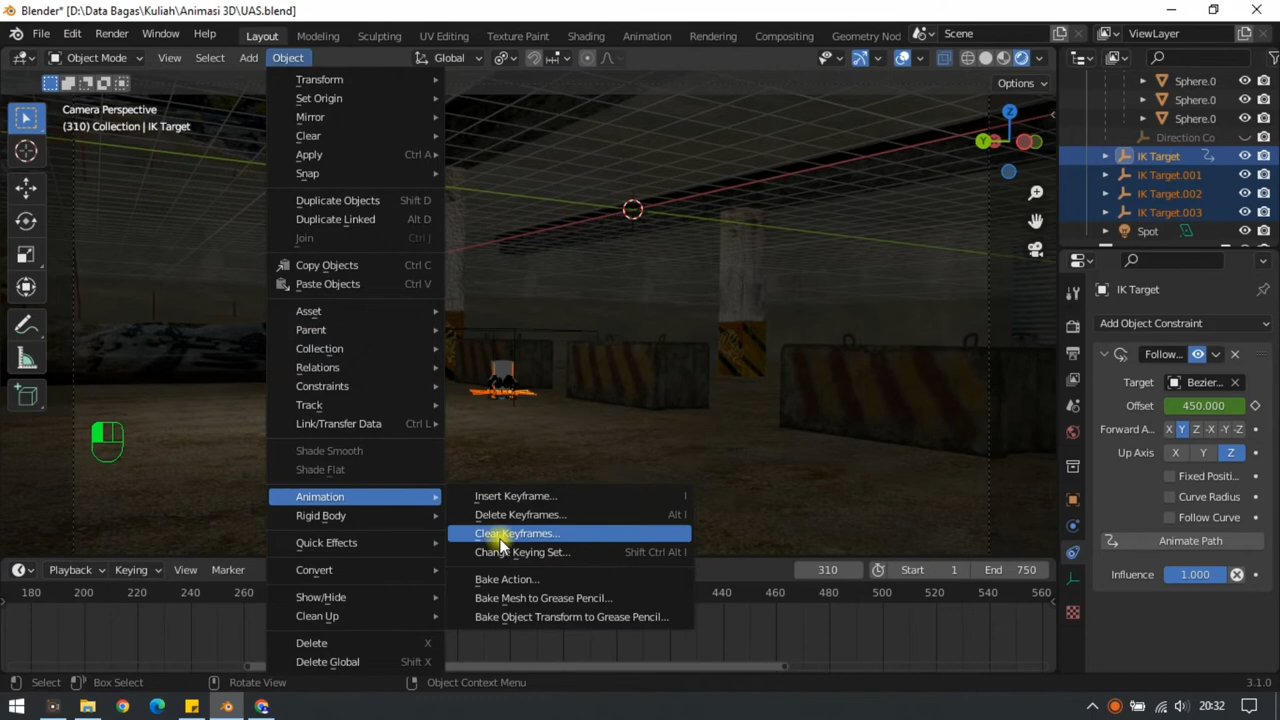 Blender* [D:\Data Bagas\Kuliah\Animasi 3D\UAS.blend]
File Edit Render Window Help Layout Modeling Sculpting UV Editing Texture Paint Shading Animation Rendering Compositing Geometry Nod Scene ViewLayer
Object Mode View Select Add Object Global
Options
Camera Perspective
(310) Collection | IK Target
Transform
Set Origin
Mirror
Clear
Apply Ctrl A
Snap
Duplicate Objects Shift D
Duplicate Linked Alt D
Join Ctrl J
Copy Objects Ctrl C
Paste Objects Ctrl V
Asset
Parent
Collection
Relations
Constraints
Track
Link/Transfer Data Ctrl L
Shade Smooth
Shade Flat
Animation
Rigid Body
Quick Effects
Convert
Show/Hide
Clean Up
Delete X
Delete Global Shift X
Insert Keyframe... I
Delete Keyframes... Alt I
Clear Keyframes...
Change Keying Set... Shift Ctrl Alt I
Bake Action...
Bake Mesh to Grease Pencil...
Bake Object Transform to Grease Pencil...
Z
Y
Sphere.0
Sphere.0
Sphere.0
Direction Co
IK Target
IK Target.001
IK Target.002
IK Target.003
Spot
IK Target
Add Object Constraint
Follow...
Target Bezier...
Offset 450.000
Forward A... X Y Z -X -Y -Z
Up Axis X Y Z
Fixed Positi...
Curve Radius
Follow Curve
Animate Path
Influence 1.000
Playback Keying View Marker 310 Start 1 End 750
180 200 220 440 460 480 500 520 540 560
Select Box Select Rotate View Object Context Menu 3.1.0
20:32